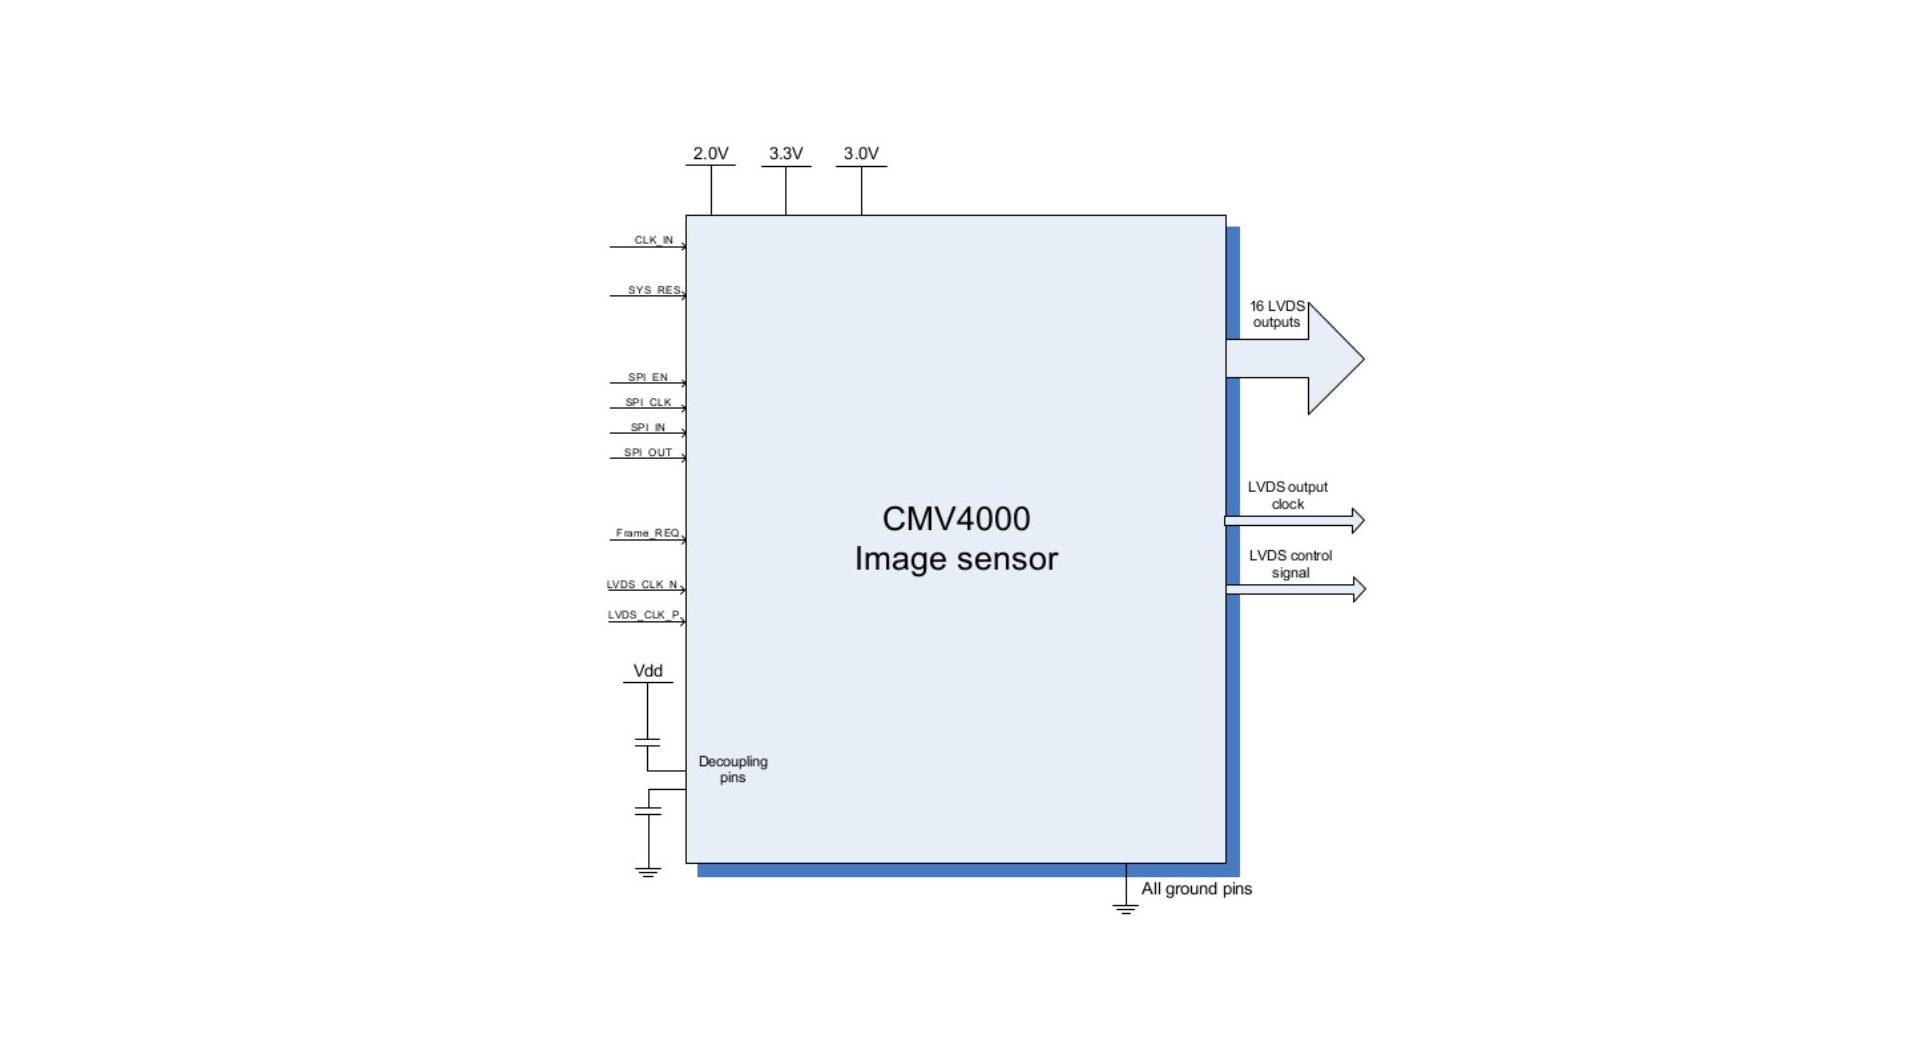 2.0V 3.3V 3.0V
CLK_IN
SYS_RES
16 LVDS
outputs
SPI_EN
SPI_CLK
SPI_IN
SPI_OUT
LVDS output
clock
CMV4000
Image sensor
Frame_REQ
LVDS control
signal
LVDS_CLK_N
LVDS_CLK_P
Vdd
Decoupling
pins
All ground pins